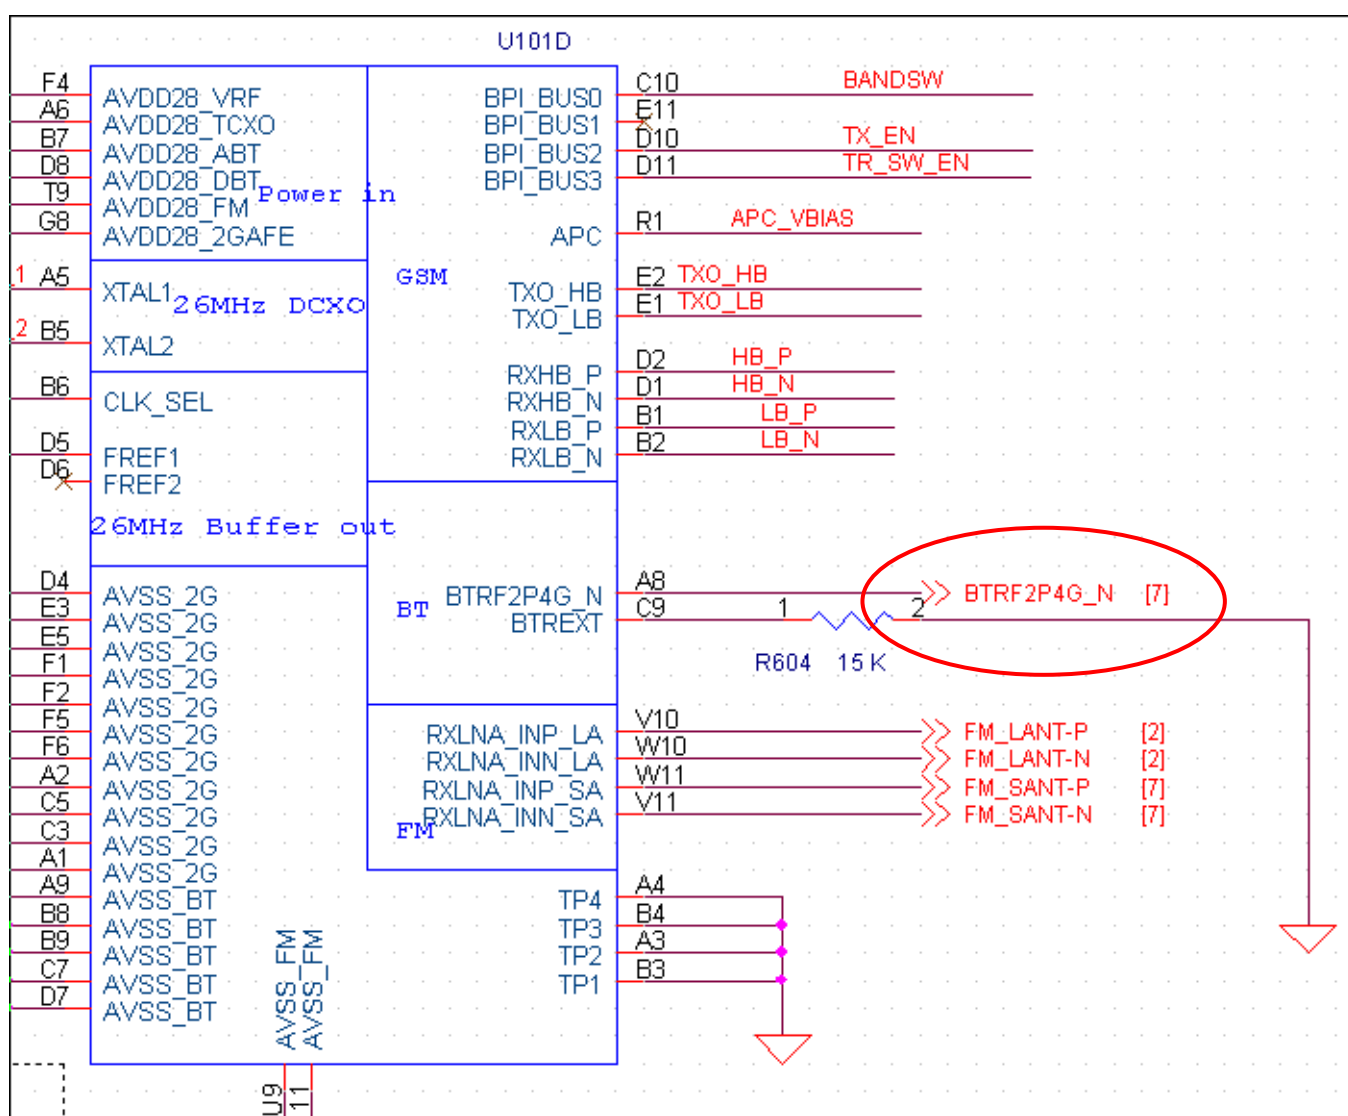 U101D
F4 AVDD28_VRF BPI_BUS0 C10 BANDSW
A6 AVDD28_TCXO BPI_BUS1 E11
B7 AVDD28_ABT BPI_BUS2 D10 TX_EN
D8 AVDD28_DBT BPI_BUS3 D11 TR_SW_EN
T9 AVDD28_FM Power in
G8 AVDD28_2GAFE APC R1 APC_VBIAS
GSM
1 A5 XTAL1 26MHz DCXO TXO_HB E2 TXO_HB
TXO_LB E1 TXO_LB
2 B5 XTAL2
RXHB_P D2 HB_P
B6 CLK_SEL RXHB_N D1 HB_N
RXLB_P B1 LB_P
D5 FREF1 RXLB_N B2 LB_N
D6 FREF2
26MHz Buffer out
D4 AVSS_2G BT BTRF2P4G_N A8 BTRF2P4G_N [7]
E3 AVSS_2G BTREXT C9 1 2
E5 AVSS_2G R604 15K
F1 AVSS_2G
F2 AVSS_2G
F5 AVSS_2G RXLNA_INP_LA V10 FM_LANT-P [2]
F6 AVSS_2G RXLNA_INN_LA W10 FM_LANT-N [2]
A2 AVSS_2G RXLNA_INP_SA W11 FM_SANT-P [7]
C5 AVSS_2G RXLNA_INN_SA V11 FM_SANT-N [7]
FM
C3 AVSS_2G
A1 AVSS_2G
A9 AVSS_BT TP4 A4
B8 AVSS_BT TP3 B4
B9 AVSS_BT TP2 A3
C7 AVSS_BT TP1 B3
D7 AVSS_BT
AVSS_FM
AVSS_FM
U9
11